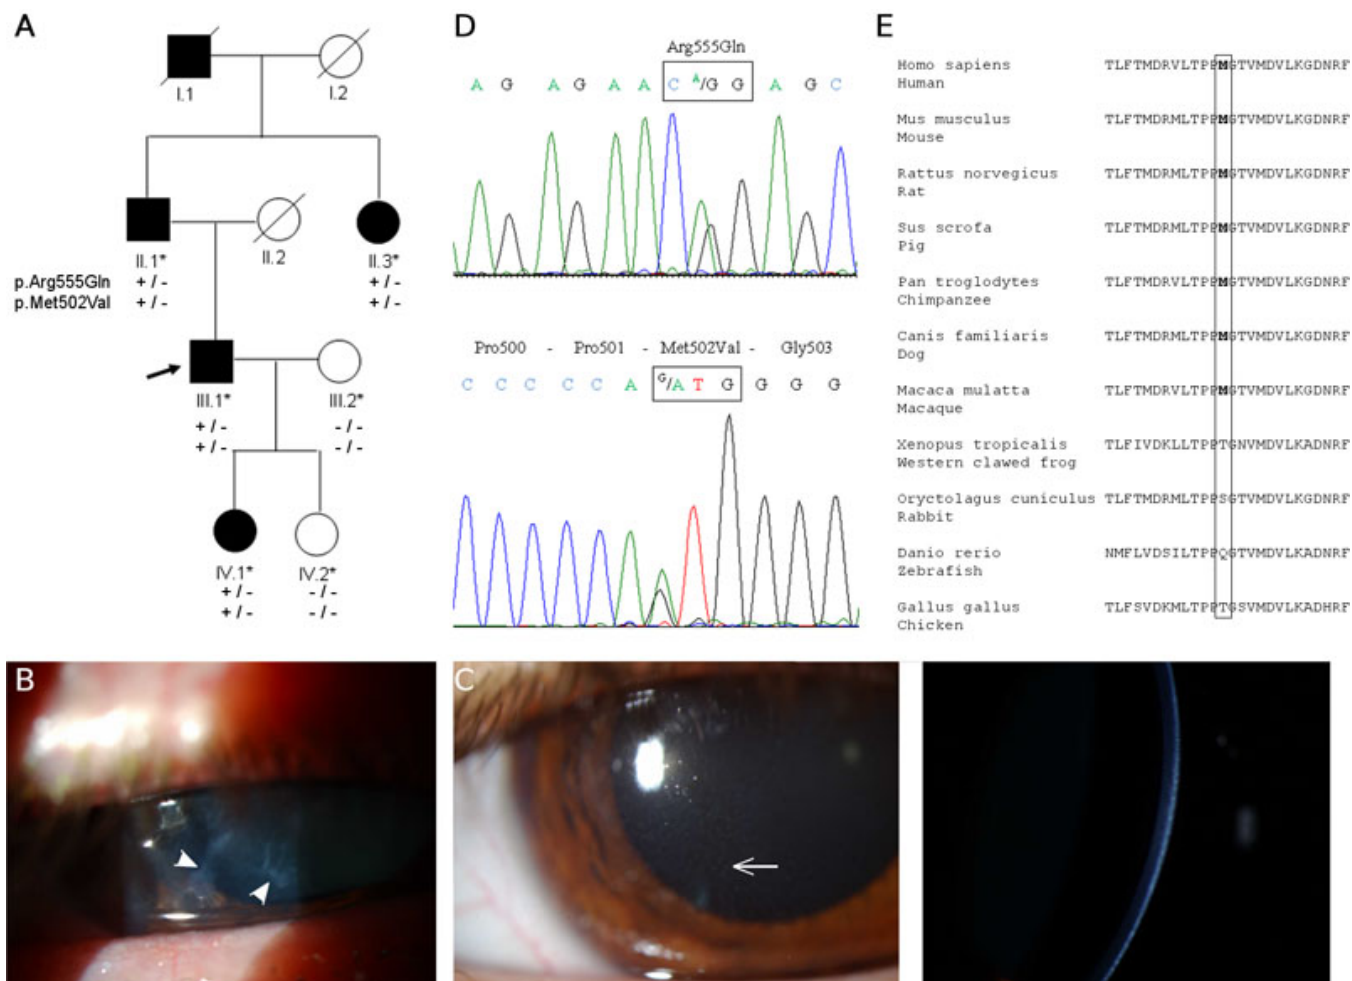 A
I.1
I.2
II.1*
II.2
II.3*
p.Arg555Gln
+ / -
+ / -
p.Met502Val
+ / -
+ / -
III.1*
III.2*
+ / -
- / -
+ / -
- / -
IV.1*
IV.2*
+ / -
- / -
+ / -
- / -
D
Arg555Gln
A G A G A A C A/G G A G C
Pro500 - Pro501 - Met502Val - Gly503
C C C C C A G/A T G G G G
E
Homo sapiens TLFTMDRVLTPPMGTVMDVLKGDNRF
Human
Mus musculus TLFTMDRMLTPPMGTVMDVLKGDNRF
Mouse
Rattus norvegicus TLFTMDRVLTPPMGTVMDVLKGDNRF
Rat
Sus scrofa TLFTMDRMLTPPMGTVMDVLKGDNRF
Pig
Pan troglodytes TLFTMDRVLTPPMGTVMDVLKGDNRF
Chimpanzee
Canis familiaris TLFTMDRMLTPPMGTVMDVLKGDNRF
Dog
Macaca mulatta TLFTMDRVLTPPMGTVMDVLKGDNRF
Macaque
Xenopus tropicalis TLFIVDKLLTPPTGNVMDVLKADNRF
Western clawed frog
Oryctolagus cuniculus TLFTMDRMLTPPSGTVMDVLKGDNRF
Rabbit
Danio rerio NMFLVDSILTPPQGTVMDVLKADNRF
Zebrafish
Gallus gallus TLFSVDKMLTPPTGSVMDVLKADHRF
Chicken
B
C